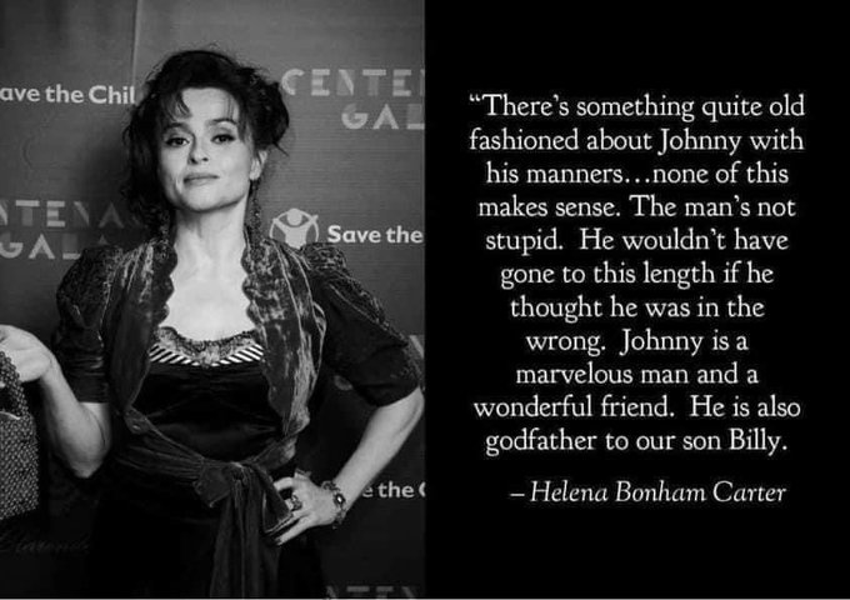 ave the Chil
CENTE
GAL
NTENA
GAL
Save the
e the
CENTEN
"There's something quite old
fashioned about Johnny with
his manners...none of this
makes sense. The man's not
stupid. He wouldn't have
gone to this length if he
thought he was in the
wrong. Johnny is a
marvelous man and a
wonderful friend. He is also
godfather to our son Billy.
– Helena Bonham Carter